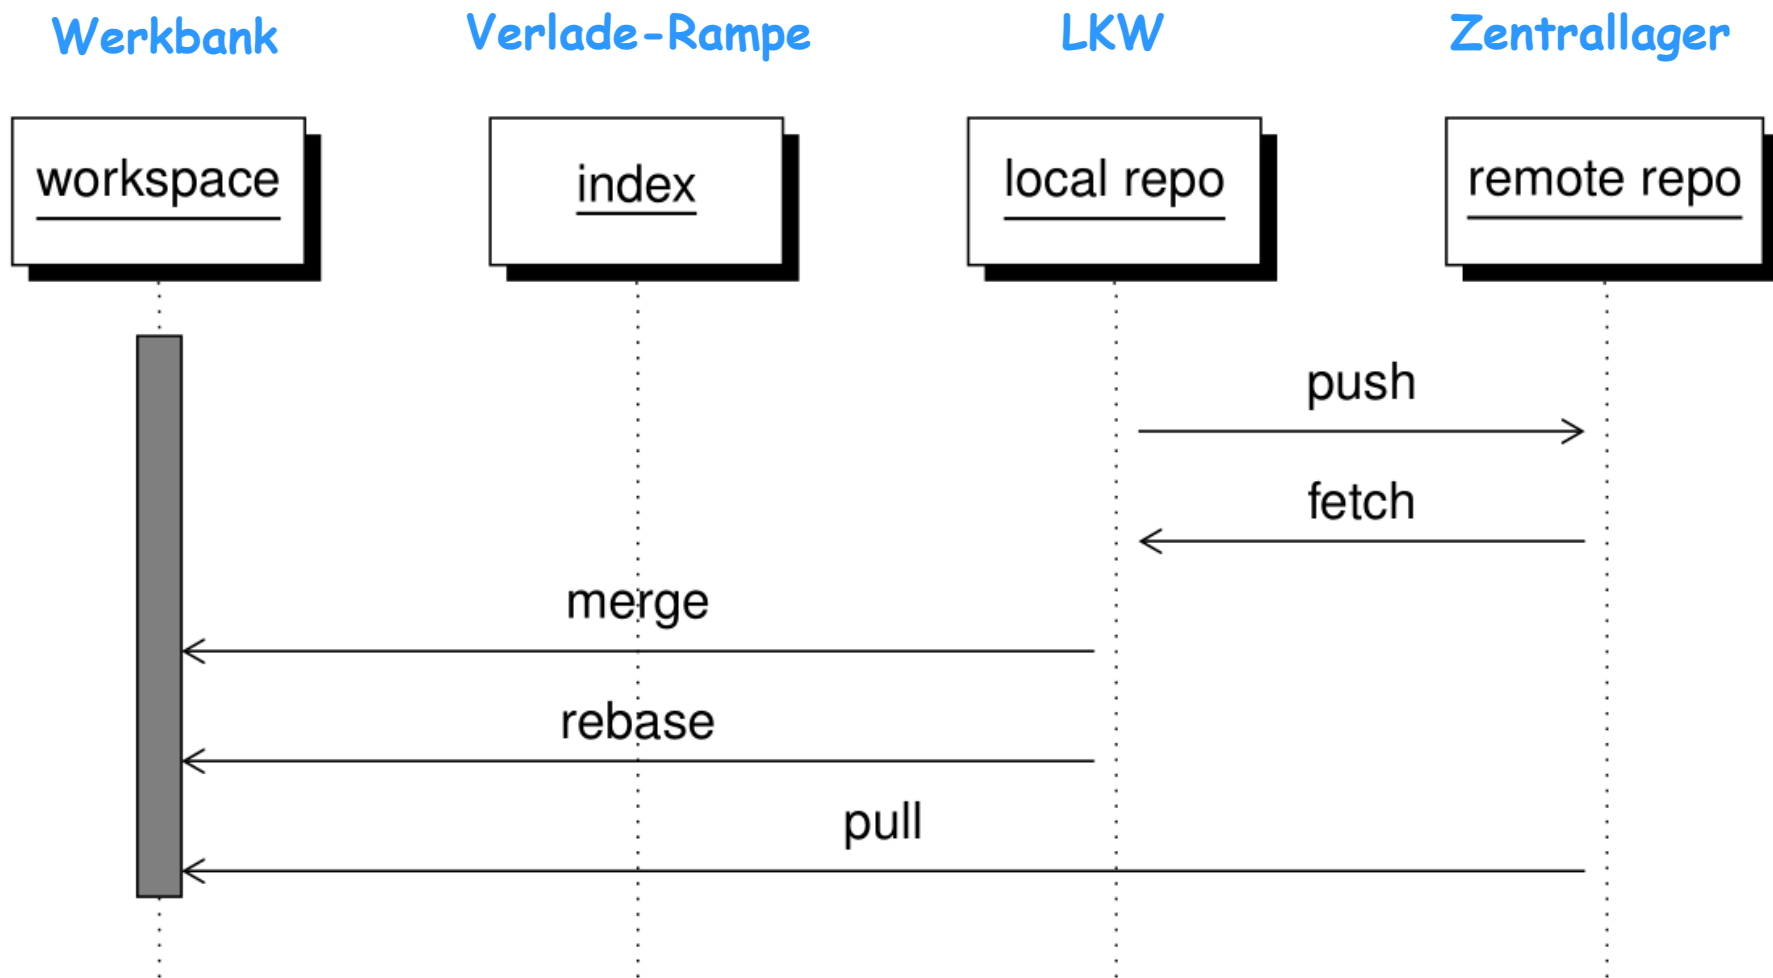 Werkbank
Verlade-Rampe
LKW
Zentrallager
workspace
index
local repo
remote repo
push
fetch
merge
rebase
pull